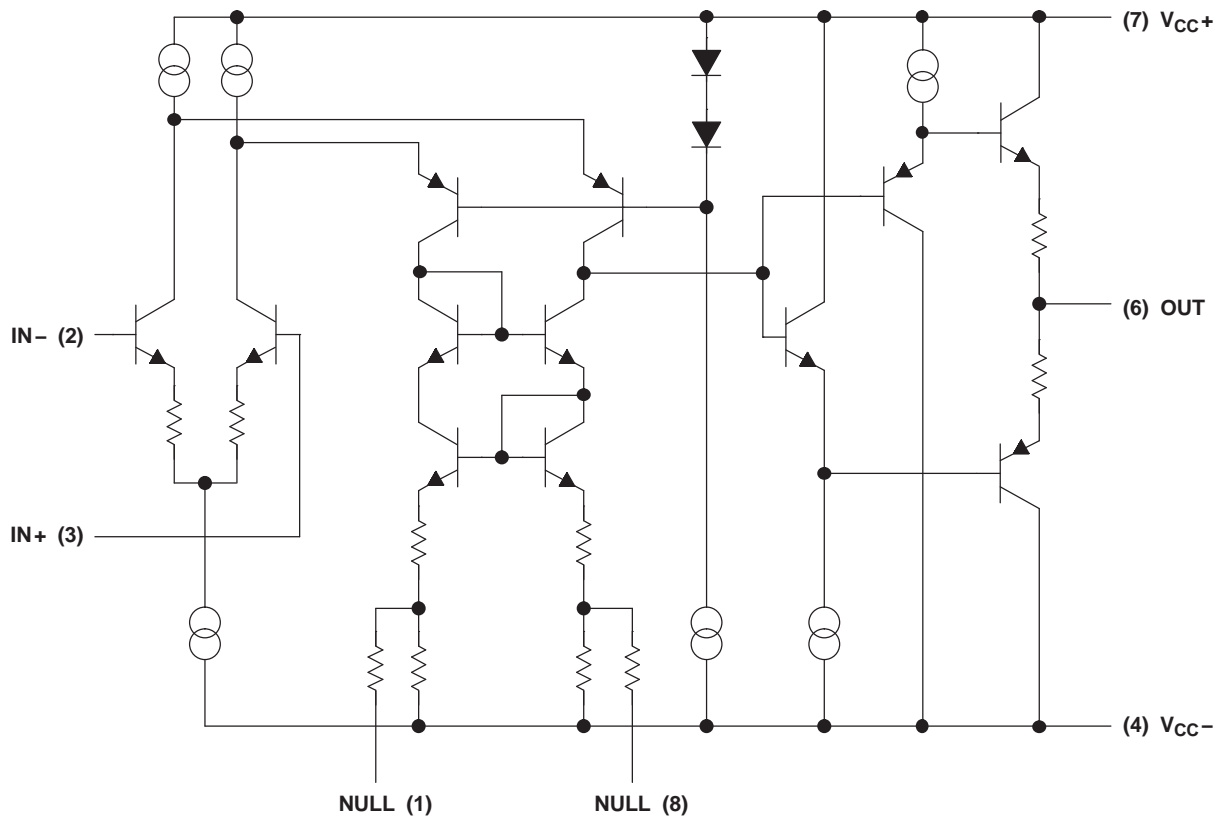 (7) VCC+
IN− (2)
(6) OUT
IN+ (3)
(4) VCC−
NULL (1)
NULL (8)